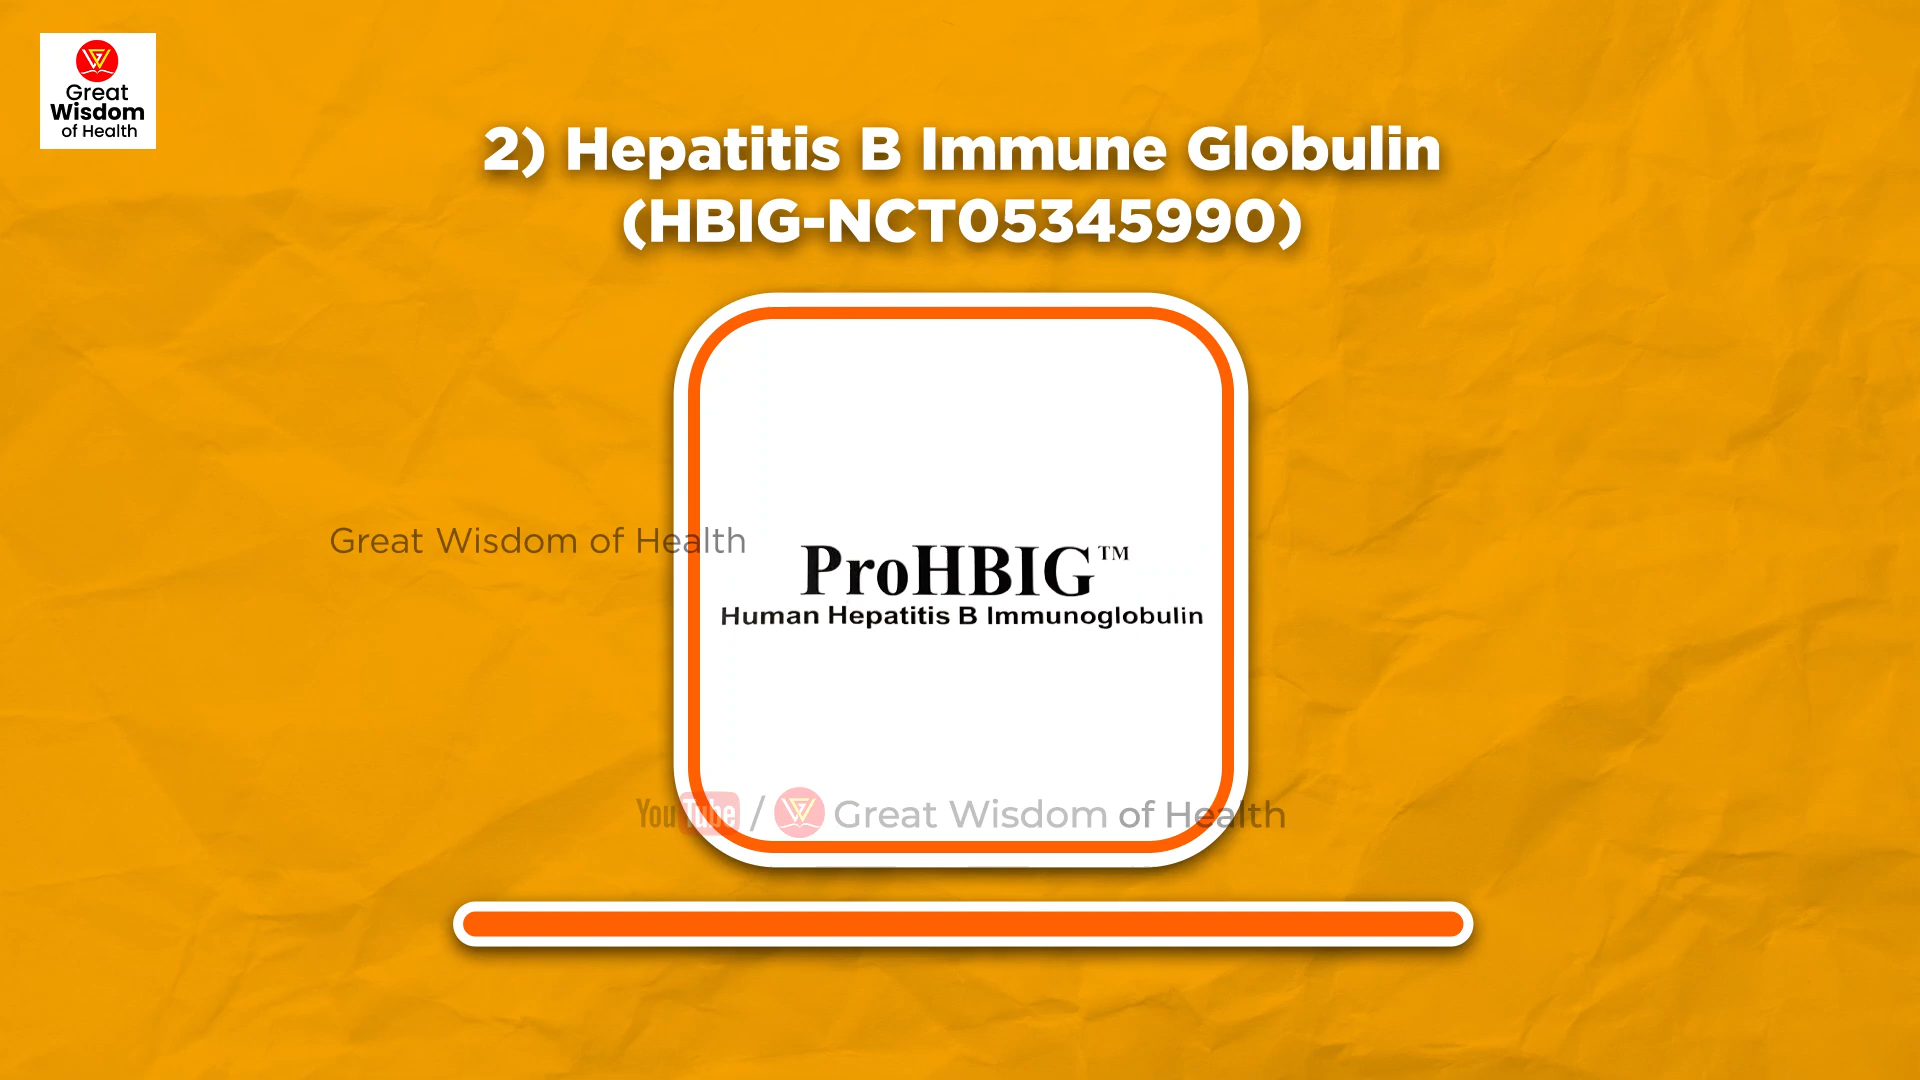 Great
Wisdom
of Health
2) Hepatitis B Immune Globulin
(HBIG-NCT05345990)
Great Wisdom of Health
ProHBIG™
Human Hepatitis B Immunoglobulin
YouTube / Great Wisdom of Health